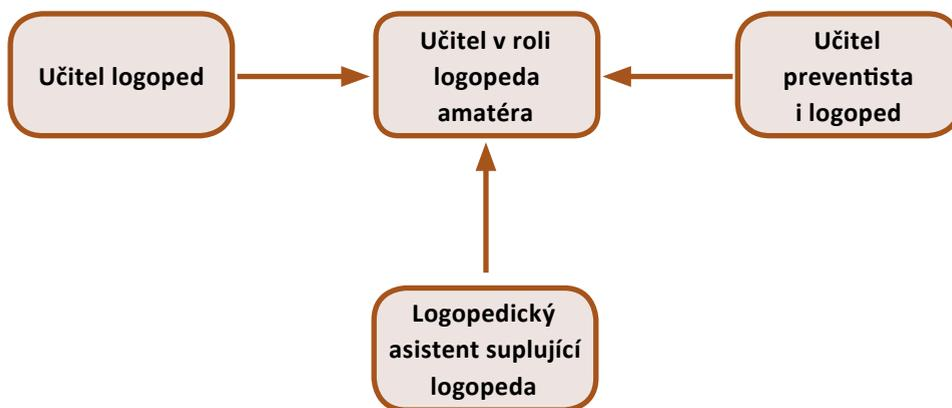 Učitel logoped
Učitel v roli
logopeda
amatéra
Učitel
preventista
i logoped
Logopedický
asistent suplující
logopeda